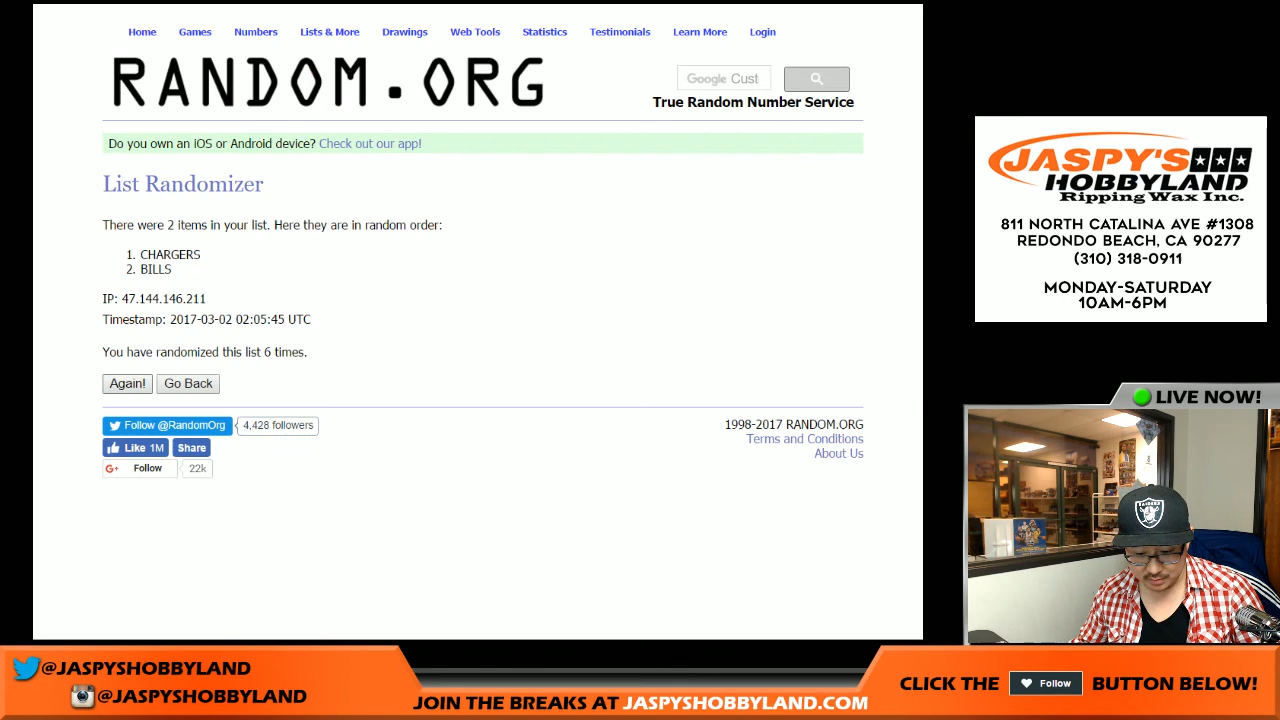 Home Games Numbers Lists & More Drawings Web Tools Statistics Testimonials Learn More Login
RANDOM.ORG
Google Cust
True Random Number Service
Do you own an iOS or Android device? Check out our app!
List Randomizer
There were 2 items in your list. Here they are in random order:
1. CHARGERS
2. BILLS
IP: 47.144.146.211
Timestamp: 2017-03-02 02:05:45 UTC
You have randomized this list 6 times.
Again! Go Back
Follow @RandomOrg 4,428 followers
Like 1M Share
G+ Follow 22k
1998-2017 RANDOM.ORG
Terms and Conditions
About Us
JASPY'S
HOBBYLAND
Ripping Wax Inc.
811 NORTH CATALINA AVE #1308
REDONDO BEACH, CA 90277
(310) 318-0911
MONDAY-SATURDAY
10AM-6PM
LIVE NOW!
RAIDERS
@JASPYSHOBBYLAND
@JASPYSHOBBYLAND
JOIN THE BREAKS AT JASPYSHOBBYLAND.COM
CLICK THE Follow BUTTON BELOW!